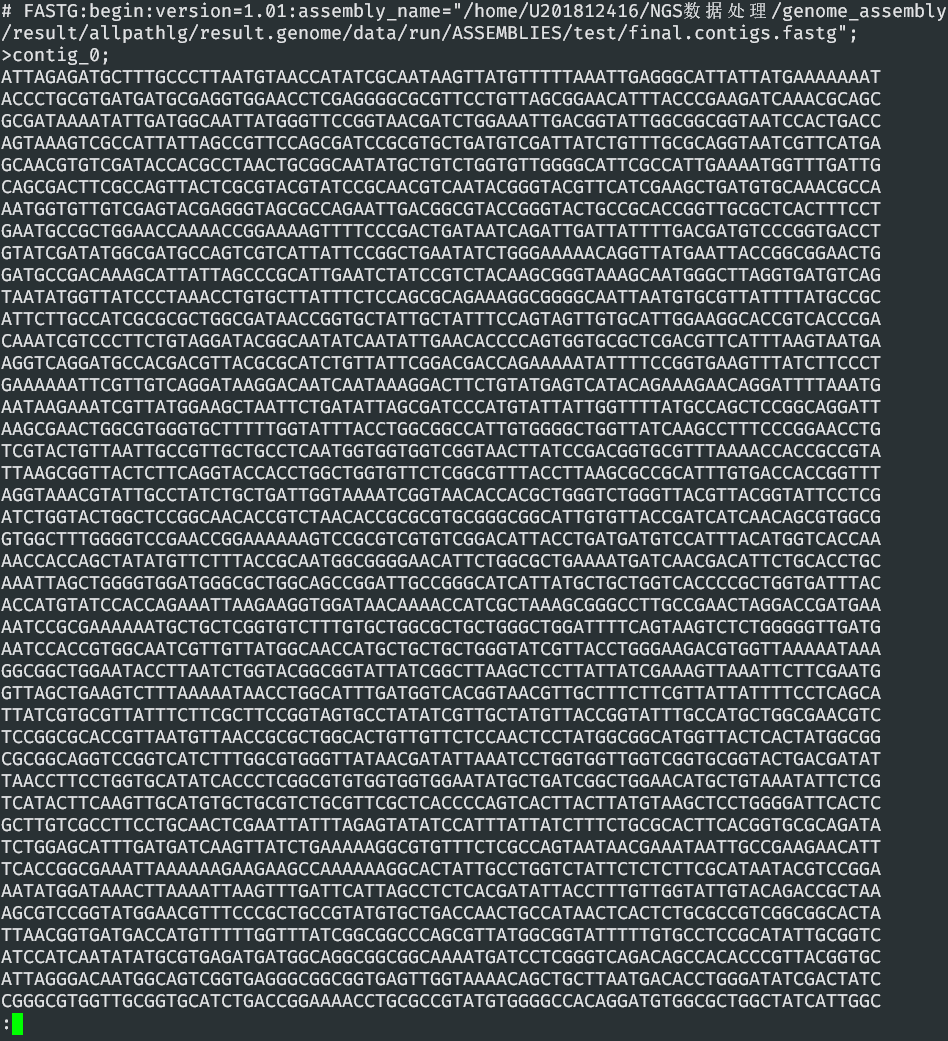 # FASTG:begin:version=1.01:assembly_name="/home/U201812416/NGS数据处理/genome_assembly
/result/allpathlg/result.genome/data/run/ASSEMBLIES/test/final.contigs.fastg";
>contig_0;
ATTAGAGATGCTTTGCCCTTAATGTAACCATATCGCAATAAGTTATGTTTTTAAATTGAGGGCATTATTATGAAAAAAAT
ACCCTGCGTGATGATGCGAGGTGGAACCTCGAGGGGCGCGTTCCTGTTAGCGGAACATTTACCCGAAGATCAAACGCAGC
GCGATAAAATATTGATGGCAATTATGGGTTCCGGTAACGATCTGGAAATTGACGGTATTGGCGGCGGTAATCCACTGACC
AGTAAAGTCGCCATTATTAGCCGTTCCAGCGATCCGCGTGCTGATGTCGATTATCTGTTTGCGCAGGTAATCGTTCATGA
GCAACGTGTCGATACCACGCCTAACTGCGGCAATATGCTGTCTGGTGTTGGGGCATTCGCCATTGAAAATGGTTTGATTG
CAGCGACTTCGCCAGTTACTCGCGTACGTATCCGCAACGTCAATACGGGTACGTTCATCGAAGCTGATGTGCAAACGCCA
AATGGTGTTGTCGAGTACGAGGGTAGCGCCAGAATTGACGGCGTACCGGGTACTGCCGCACCGGTTGCGCTCACTTTCCT
GAATGCCGCTGGAACCAAAACCGGAAAAGTTTTCCCGACTGATAATCAGATTGATTATTTTGACGATGTCCCGGTGACCT
GTATCGATATGGCGATGCCAGTCGTCATTATTCCGGCTGAATATCTGGGAAAAACAGGTTATGAATTACCGGCGGAACTG
GATGCCGACAAAGCATTATTAGCCCGCATTGAATCTATCCGTCTACAAGCGGGTAAAGCAATGGGCTTAGGTGATGTCAG
TAATATGGTTATCCCTAAACCTGTGCTTATTTCTCCAGCGCAGAAAGGCGGGGCAATTAATGTGCGTTATTTTATGCCGC
ATTCTTGCCATCGCGCGCTGGCGATAACCGGTGCTATTGCTATTTCCAGTAGTTGTGCATTGGAAGGCACCGTCACCCGA
CAAATCGTCCCTTCTGTAGGATACGGCAATATCAATATTGAACACCCCAGTGGTGCGCTCGACGTTCATTTAAGTAATGA
AGGTCAGGATGCCACGACGTTACGCGCATCTGTTATTCGGACGACCAGAAAAATATTTTCCGGTGAAGTTTATCTTCCCT
GAAAAAATTCGTTGTCAGGATAAGGACAATCAATAAAGGACTTCTGTATGAGTCATACAGAAAGAACAGGATTTTAAATG
AATAAGAAATCGTTATGGAAGCTAATTCTGATATTAGCGATCCCATGTATTATTGGTTTTATGCCAGCTCCGGCAGGATT
AAGCGAACTGGCGTGGGTGCTTTTTGGTATTTACCTGGCGGCCATTGTGGGGCTGGTTATCAAGCCTTTCCCGGAACCTG
TCGTACTGTTAATTGCCGTTGCTGCCTCAATGGTGGTGGTCGGTAACTTATCCGACGGTGCGTTTAAAACCACCGCCGTA
TTAAGCGGTTACTCTTCAGGTACCACCTGGCTGGTGTTCTCGGCGTTTACCTTAAGCGCCGCATTTGTGACCACCGGTTT
AGGTAAACGTATTGCCTATCTGCTGATTGGTAAAATCGGTAACACCACGCTGGGTCTGGGTTACGTTACGGTATTCCTCG
ATCTGGTACTGGCTCCGGCAACACCGTCTAACACCGCGCGTGCGGGCGGCATTGTGTTACCGATCATCAACAGCGTGGCG
GTGGCTTTGGGGTCCGAACCGGAAAAAAGTCCGCGTCGTGTCGGACATTACCTGATGATGTCCATTTACATGGTCACCAA
AACCACCAGCTATATGTTCTTTACCGCAATGGCGGGGAACATTCTGGCGCTGAAAATGATCAACGACATTCTGCACCTGC
AAATTAGCTGGGGTGGATGGGCGCTGGCAGCCGGATTGCCGGGCATCATTATGCTGCTGGTCACCCCGCTGGTGATTTAC
ACCATGTATCCACCAGAAATTAAGAAGGTGGATAACAAAACCATCGCTAAAGCGGGCCTTGCCGAACTAGGACCGATGAA
AATCCGCGAAAAAATGCTGCTCGGTGTCTTTGTGCTGGCGCTGCTGGGCTGGATTTTCAGTAAGTCTCTGGGGGTTGATG
AATCCACCGTGGCAATCGTTGTTATGGCAACCATGCTGCTGCTGGGTATCGTTACCTGGGAAGACGTGGTTAAAAATAAA
GGCGGCTGGAATACCTTAATCTGGTACGGCGGTATTATCGGCTTAAGCTCCTTATTATCGAAAGTTAAATTCTTCGAATG
GTTAGCTGAAGTCTTTAAAAATAACCTGGCATTTGATGGTCACGGTAACGTTGCTTTCTTCGTTATTATTTTCCTCAGCA
TTATCGTGCGTTATTTCTTCGCTTCCGGTAGTGCCTATATCGTTGCTATGTTACCGGTATTTGCCATGCTGGCGAACGTC
TCCGGCGCACCGTTAATGTTAACCGCGCTGGCACTGTTGTTCTCCAACTCCTATGGCGGCATGGTTACTCACTATGGCGG
CGCGGCAGGTCCGGTCATCTTTGGCGTGGGTTATAACGATATTAAATCCTGGTGGTTGGTCGGTGCGGTACTGACGATAT
TAACCTTCCTGGTGCATATCACCCTCGGCGTGTGGTGGTGGAATATGCTGATCGGCTGGAACATGCTGTAAATATTCTCG
TCATACTTCAAGTTGCATGTGCTGCGTCTGCGTTCGCTCACCCCAGTCACTTACTTATGTAAGCTCCTGGGGATTCACTC
GCTTGTCGCCTTCCTGCAACTCGAATTATTTAGAGTATATCCATTTATTATCTTTCTGCGCACTTCACGGTGCGCAGATA
TCTGGAGCATTTGATGATCAAGTTATCTGAAAAAGGCGTGTTTCTCGCCAGTAATAACGAAATAATTGCCGAAGAACATT
TCACCGGCGAAATTAAAAAAGAAGAAGCCAAAAAAGGCACTATTGCCTGGTCTATTCTCTCTTCGCATAATACGTCCGGA
AATATGGATAAACTTAAAATTAAGTTTGATTCATTAGCCTCTCACGATATTACCTTTGTTGGTATTGTACAGACCGCTAA
AGCGTCCGGTATGGAACGTTTCCCGCTGCCGTATGTGCTGACCAACTGCCATAACTCACTCTGCGCCGTCGGCGGCACTA
TTAACGGTGATGACCATGTTTTTGGTTTATCGGCGGCCCAGCGTTATGGCGGTATTTTTGTGCCTCCGCATATTGCGGTC
ATCCATCAATATATGCGTGAGATGATGGCAGGCGGCGGCAAAATGATCCTCGGGTCAGACAGCCACACCCGTTACGGTGC
ATTAGGGACAATGGCAGTCGGTGAGGGCGGCGGTGAGTTGGTAAAACAGCTGCTTAATGACACCTGGGATATCGACTATC
CGGGCGTGGTTGCGGTGCATCTGACCGGAAAACCTGCGCCGTATGTGGGGCCACAGGATGTGGCGCTGGCTATCATTGGC
: